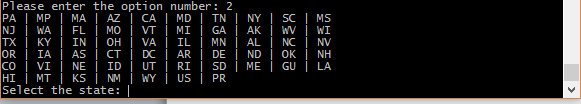 Please enter the option number: 2
PA | MP | MA | AZ | CA | MD | TN | NY | SC | MS
NJ | WA | FL | MO | VT | MI | GA | AK | WV | WI
TX | KY | IN | OH | VA | IL | MN | AL | NC | NV
OR | IA | AS | CT | DC | AR | DE | ND | OK | NH
CO | VI | NE | ID | UT | RI | SD | ME | GU | LA
HI | MT | KS | NM | WY | US | PR
Select the state: